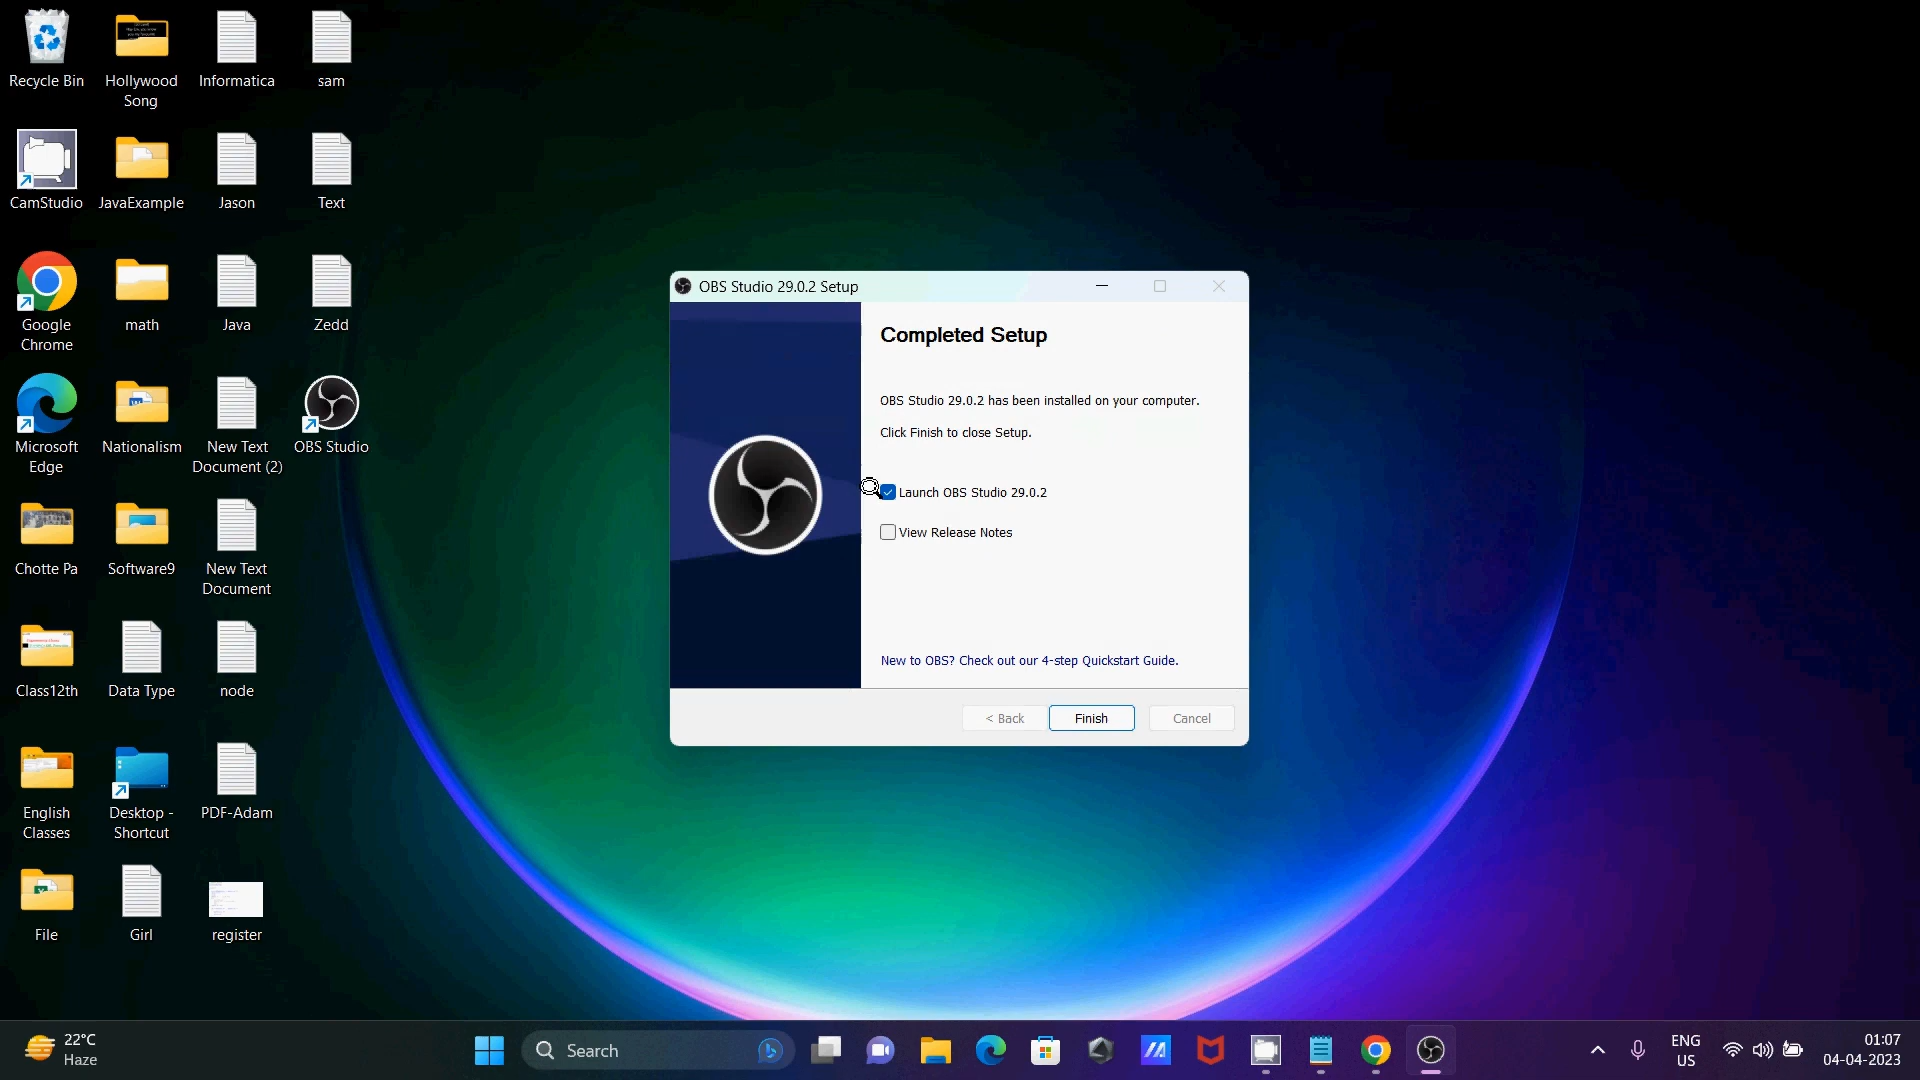 Recycle Bin
Hollywood
Song
Informatica
sam
CamStudio
JavaExample
Jason
Text
Google
Chrome
math
Java
Zedd
Microsoft
Edge
Nationalism
New Text
Document (2)
OBS Studio
Chotte Pa
Software9
New Text
Document
Class12th
Data Type
node
English
Classes
Desktop -
Shortcut
PDF-Adam
File
Girl
register
OBS Studio 29.0.2 Setup
Completed Setup
OBS Studio 29.0.2 has been installed on your computer.
Click Finish to close Setup.
Launch OBS Studio 29.0.2
View Release Notes
New to OBS? Check out our 4-step Quickstart Guide.
< Back
Finish
Cancel
22°C
Haze
Search
ENG
US
01:07
04-04-2023